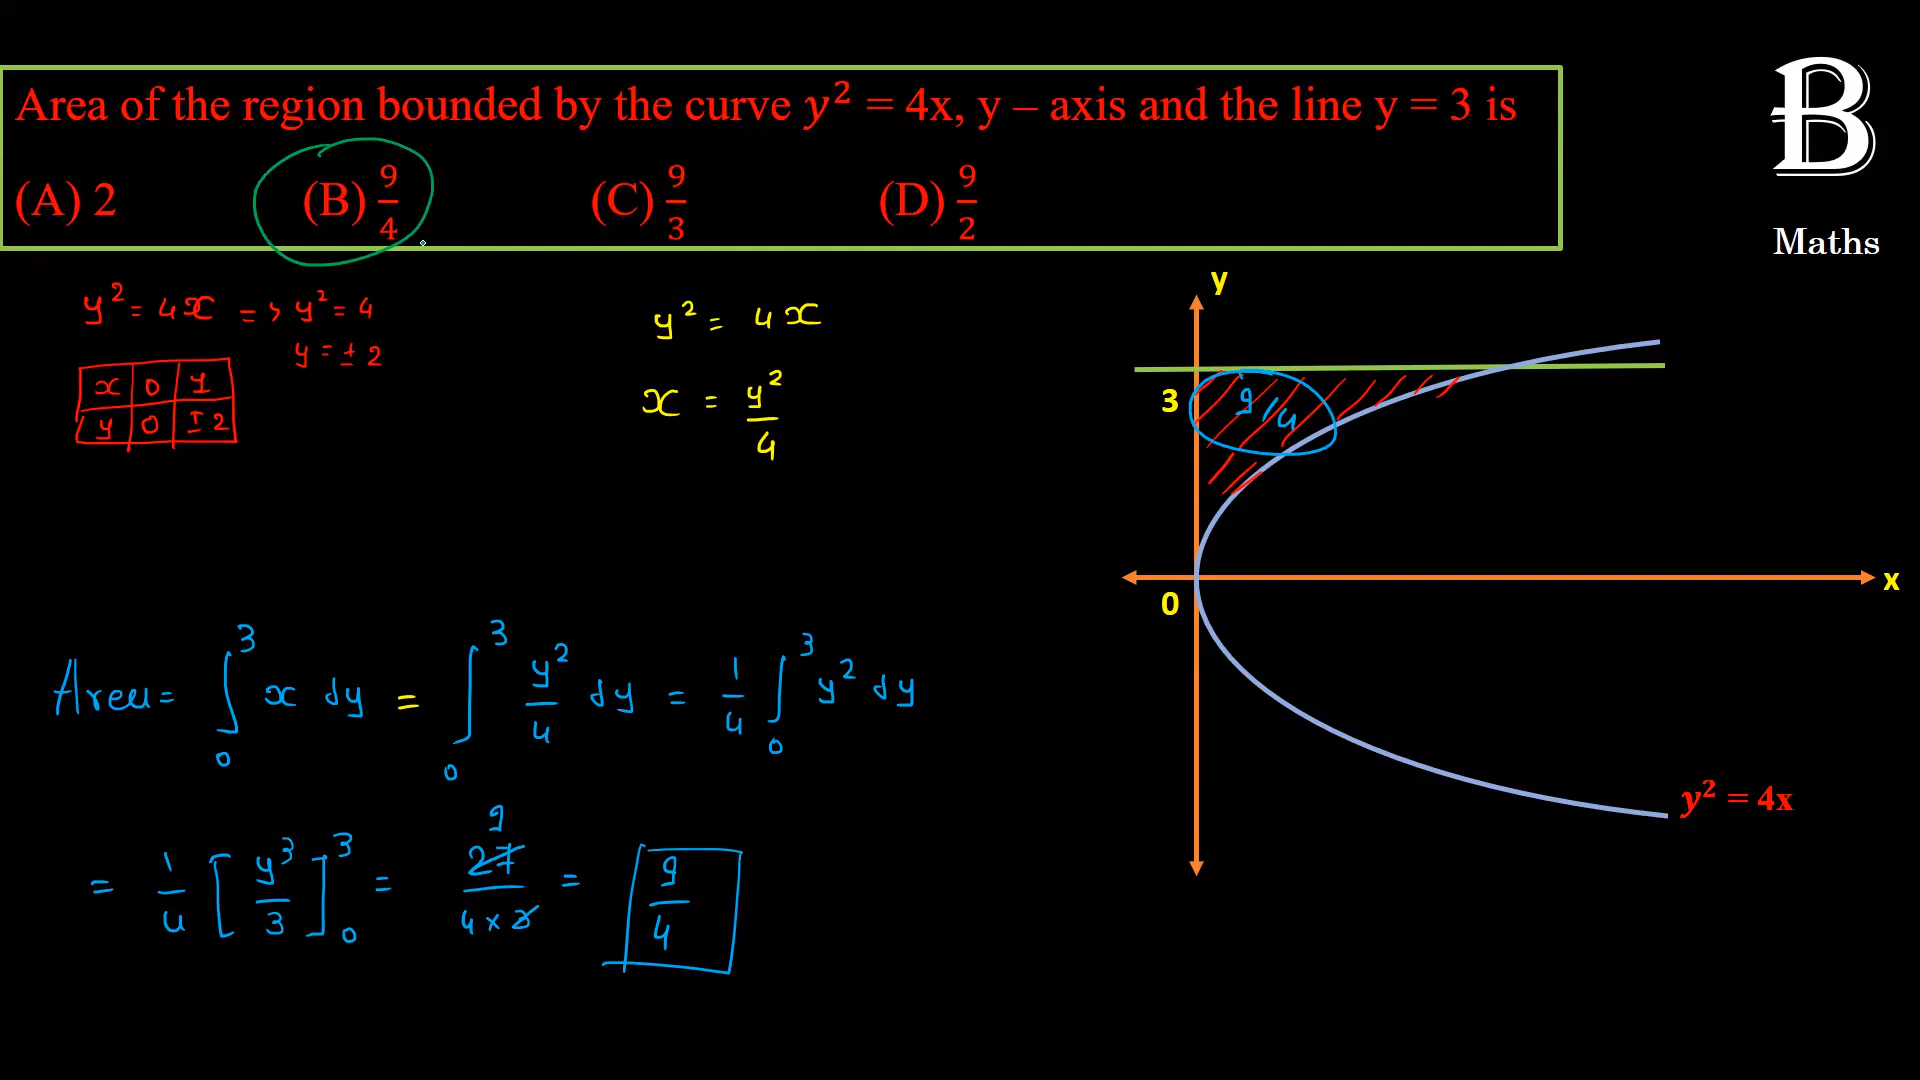 Area of the region bounded by the curve y² = 4x, y – axis and the line y = 3 is
(A) 2 (B) 9/4 (C) 9/3 (D) 9/2
B
Maths
y² = 4x => y² = 4
y = ± 2
x 0 1
y 0 ±2
y² = 4x
x = y²/4
y
3
9/4
0
x
y² = 4x
Area = ∫₀³ x dy = ∫₀³ y²/4 dy = 1/4 ∫₀³ y² dy
= 1/4 [y³/3]₀³ = 27/(4×3) 9 = 9/4